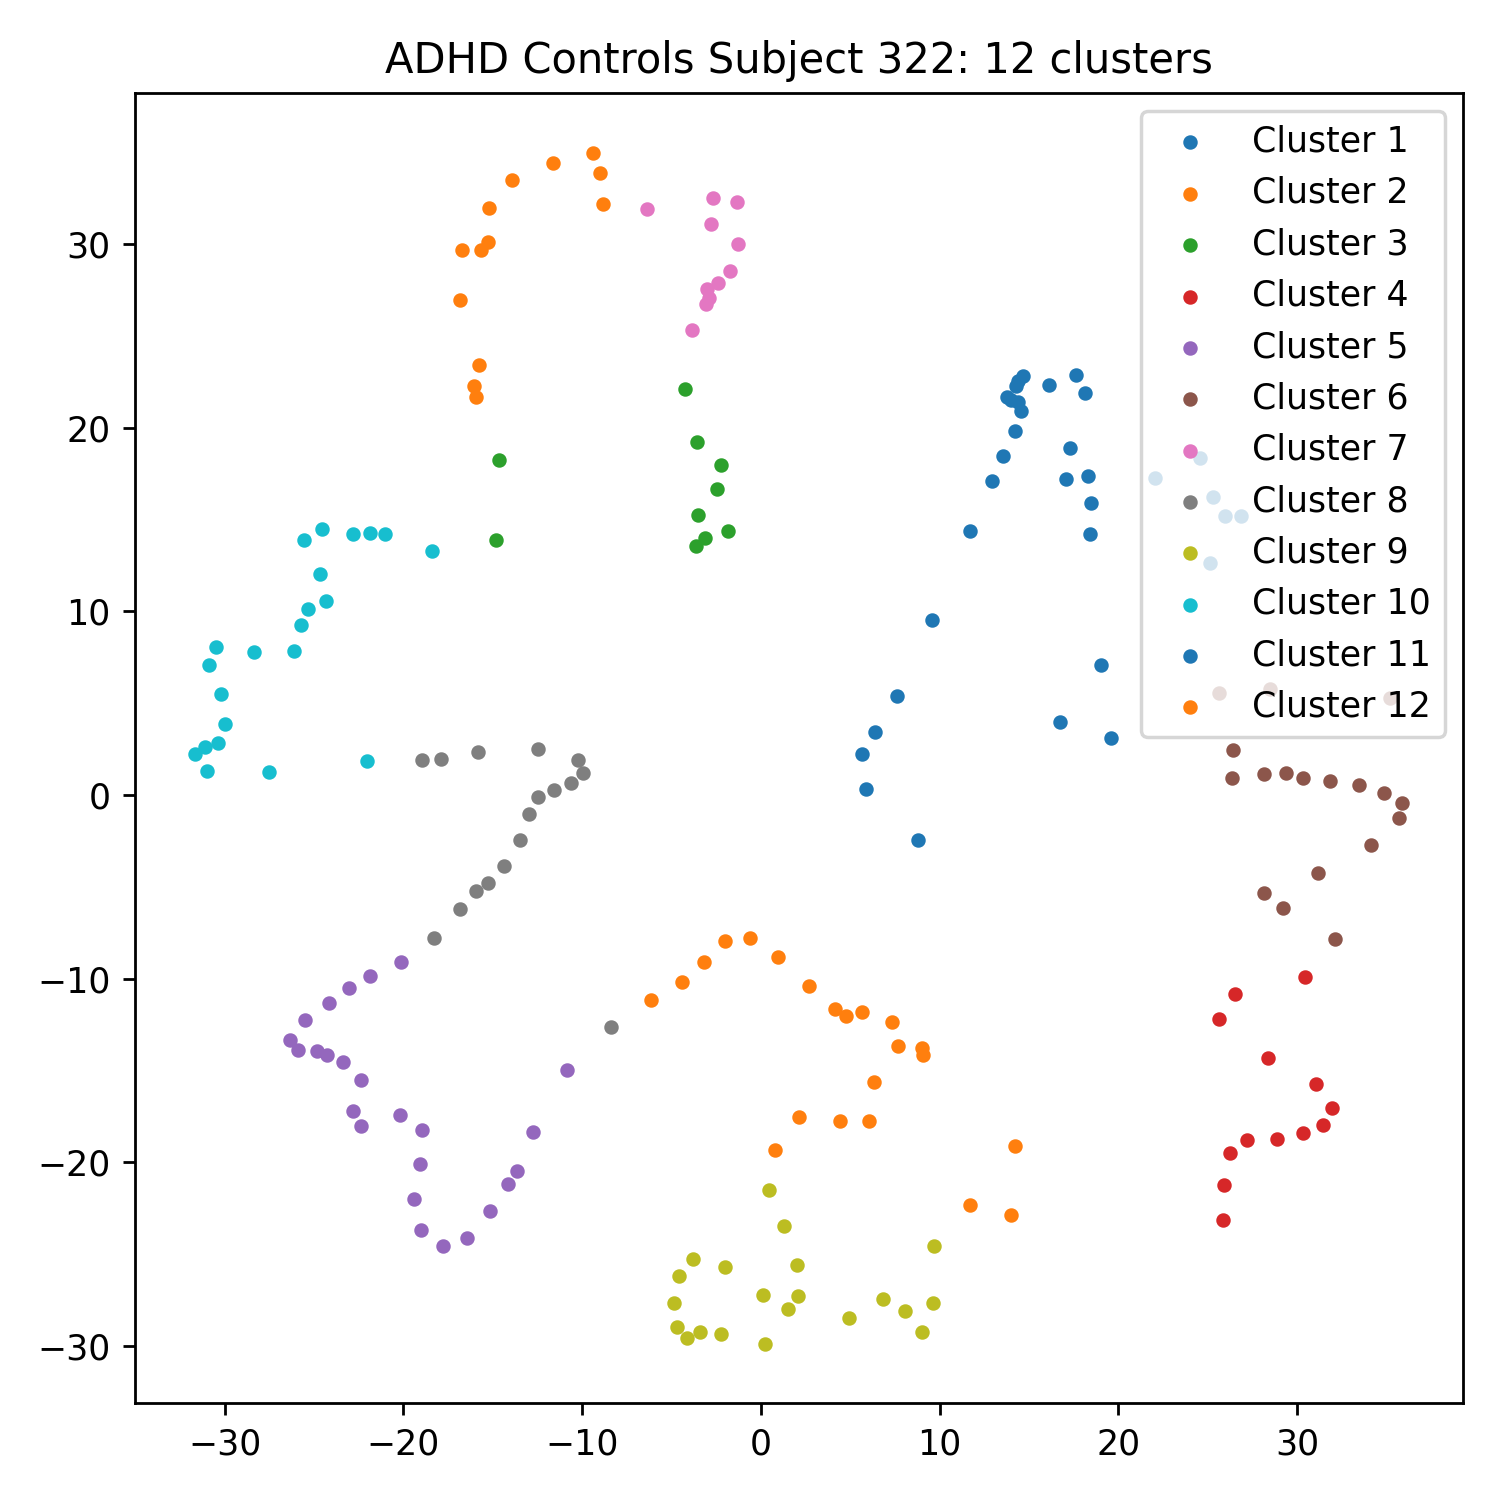 ADHD Controls Subject 322: 12 clusters
Cluster 1
Cluster 2
Cluster 3
Cluster 4
Cluster 5
Cluster 6
Cluster 7
Cluster 8
Cluster 9
Cluster 10
Cluster 11
Cluster 12
30
20
10
0
−10
−20
−30
−30 −20 −10 0 10 20 30